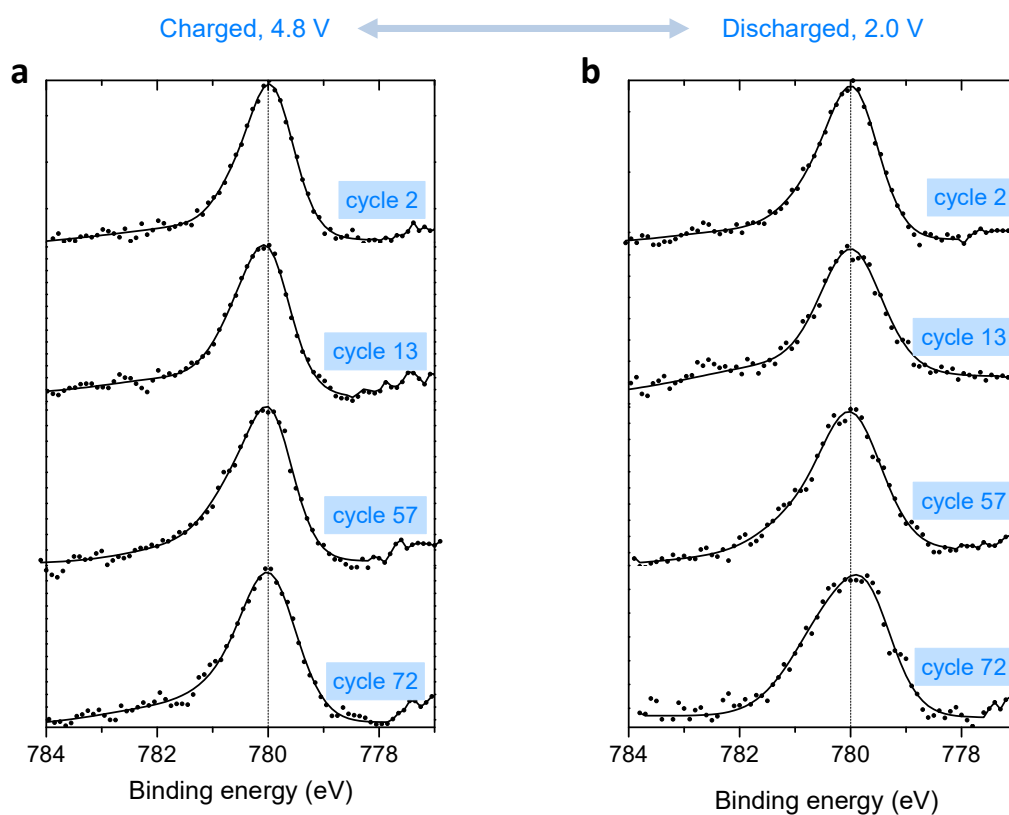 Charged, 4.8 V
Discharged, 2.0 V
a
cycle 2
cycle 13
cycle 57
cycle 72
784
782
780
778
Binding energy (eV)
b
cycle 2
cycle 13
cycle 57
cycle 72
784
782
780
778
Binding energy (eV)